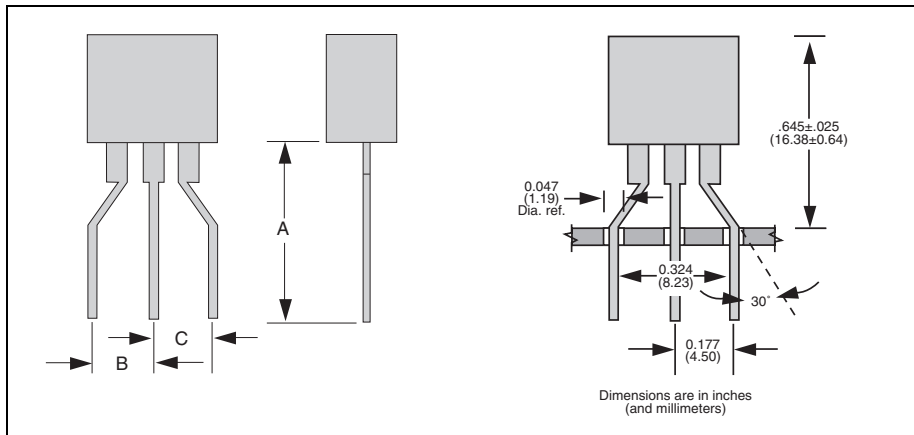 A
B
C
.645±.025
(16.38±0.64)
0.047
(1.19)
Dia. ref.
0.324
(8.23)
30˚
0.177
(4.50)
Dimensions are in inches
(and millimeters)